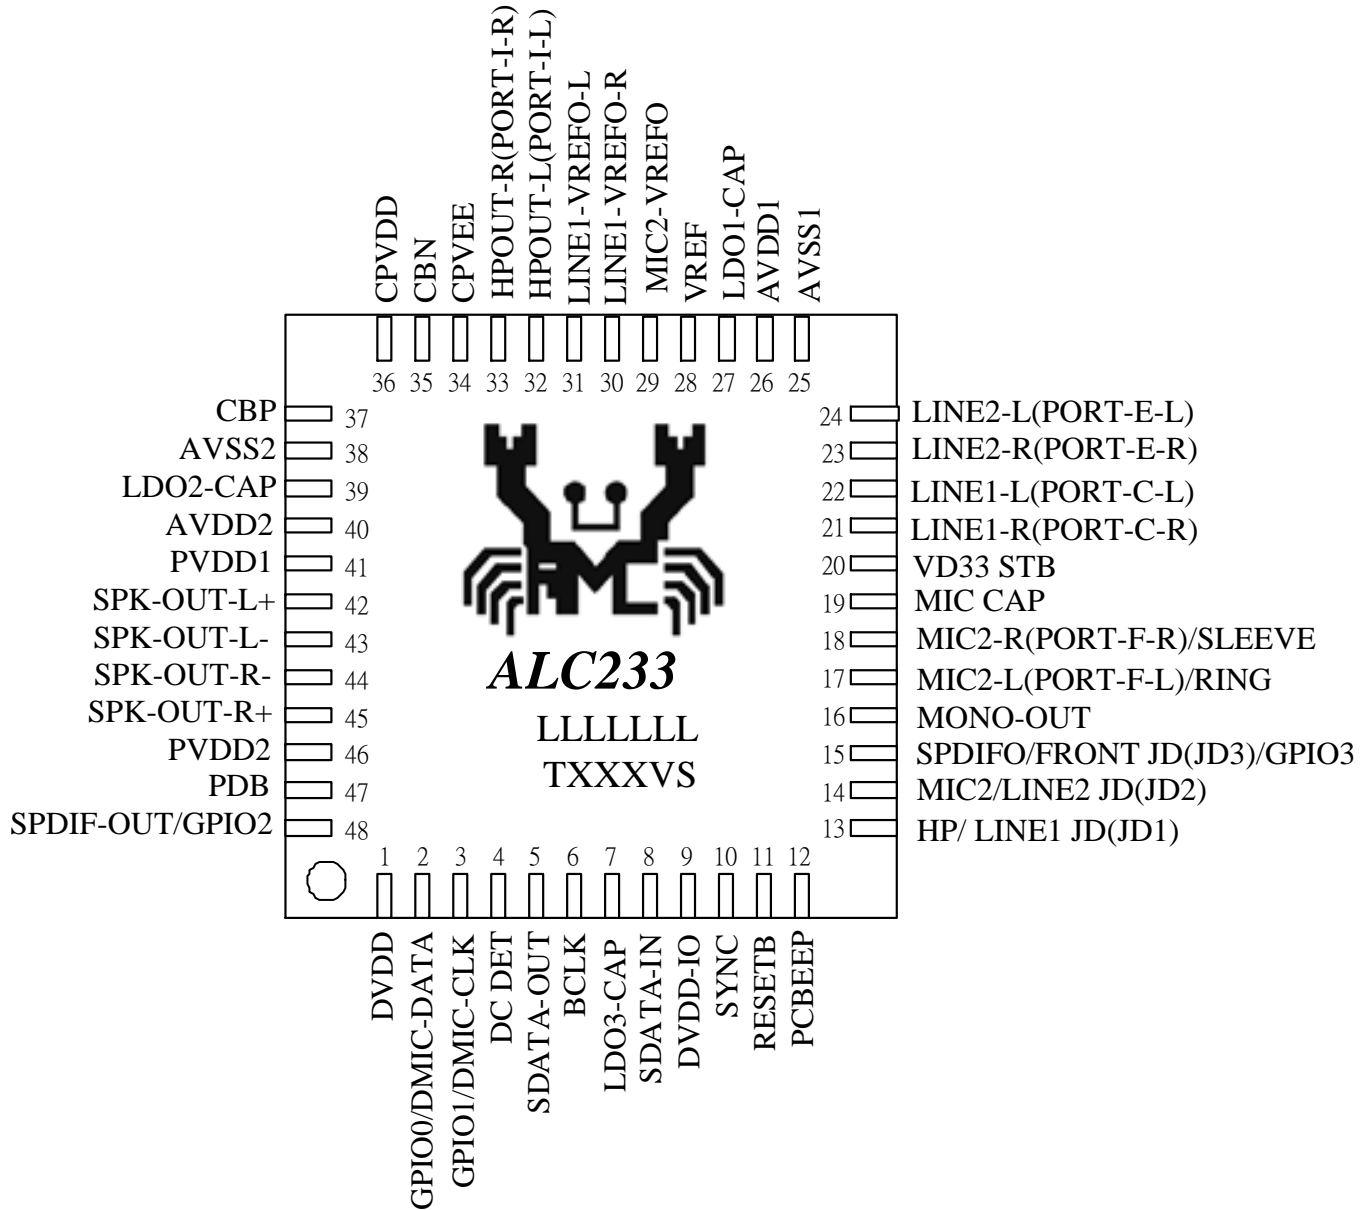 CPVDD
CBN
CPVEE
HPOUT-R(PORT-I-R)
HPOUT-L(PORT-I-L)
LINE1-VREFO-L
LINE1-VREFO-R
MIC2-VREFO
VREF
LDO1-CAP
AVDD1
AVSS1
36 35 34 33 32 31 30 29 28 27 26 25
CBP 37
AVSS2 38
LDO2-CAP 39
AVDD2 40
PVDD1 41
SPK-OUT-L+ 42
SPK-OUT-L- 43
SPK-OUT-R- 44
SPK-OUT-R+ 45
PVDD2 46
PDB 47
SPDIF-OUT/GPIO2 48
ALC233
LLLLLLL
TXXXVS
24 LINE2-L(PORT-E-L)
23 LINE2-R(PORT-E-R)
22 LINE1-L(PORT-C-L)
21 LINE1-R(PORT-C-R)
20 VD33 STB
19 MIC CAP
18 MIC2-R(PORT-F-R)/SLEEVE
17 MIC2-L(PORT-F-L)/RING
16 MONO-OUT
15 SPDIFO/FRONT JD(JD3)/GPIO3
14 MIC2/LINE2 JD(JD2)
13 HP/ LINE1 JD(JD1)
1 2 3 4 5 6 7 8 9 10 11 12
DVDD
GPIO0/DMIC-DATA
GPIO1/DMIC-CLK
DC DET
SDATA-OUT
BCLK
LDO3-CAP
SDATA-IN
DVDD-IO
SYNC
RESETB
PCBEEP